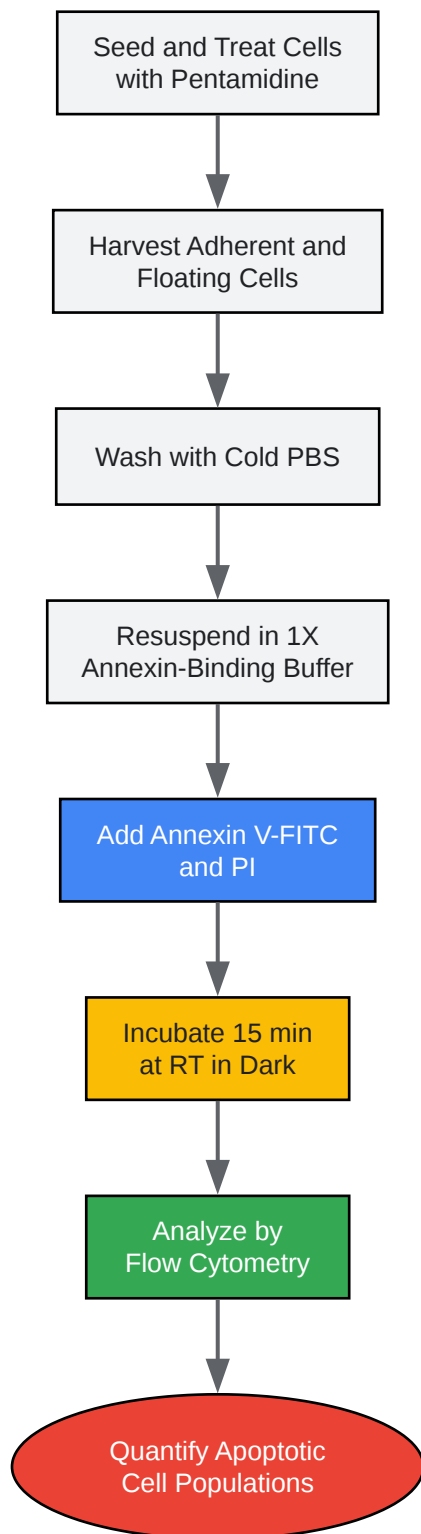 Seed and Treat Cells
with Pentamidine
Harvest Adherent and
Floating Cells
Wash with Cold PBS
Resuspend in 1X
Annexin-Binding Buffer
Add Annexin V-FITC
and PI
Incubate 15 min
at RT in Dark
Analyze by
Flow Cytometry
Quantify Apoptotic
Cell Populations